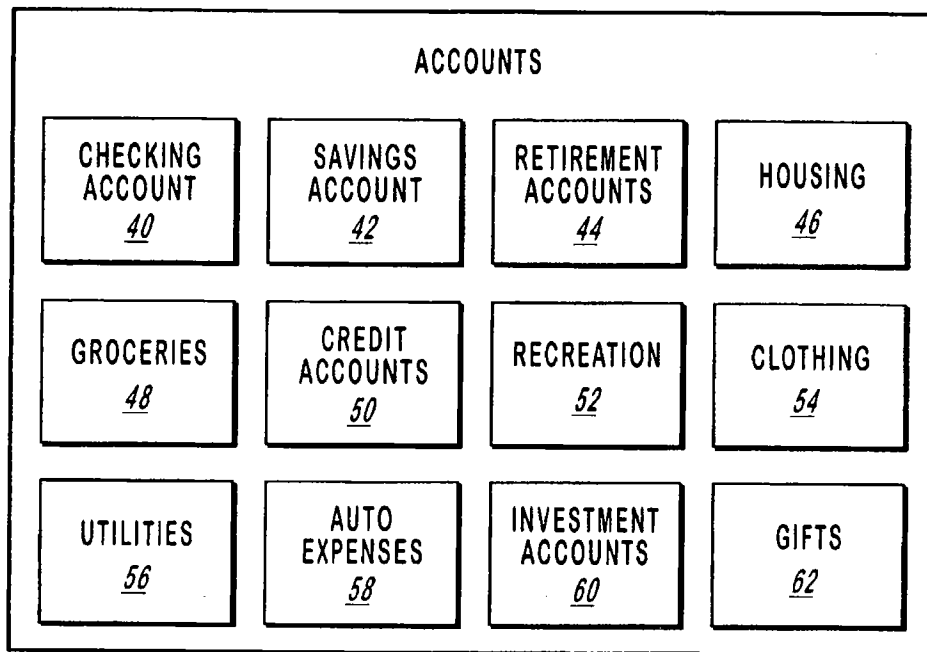 ACCOUNTS
CHECKING
ACCOUNT
40
SAVINGS
ACCOUNT
42
RETIREMENT
ACCOUNTS
44
HOUSING
46
GROCERIES
48
CREDIT
ACCOUNTS
50
RECREATION
52
CLOTHING
54
UTILITIES
56
AUTO
EXPENSES
58
INVESTMENT
ACCOUNTS
60
GIFTS
62